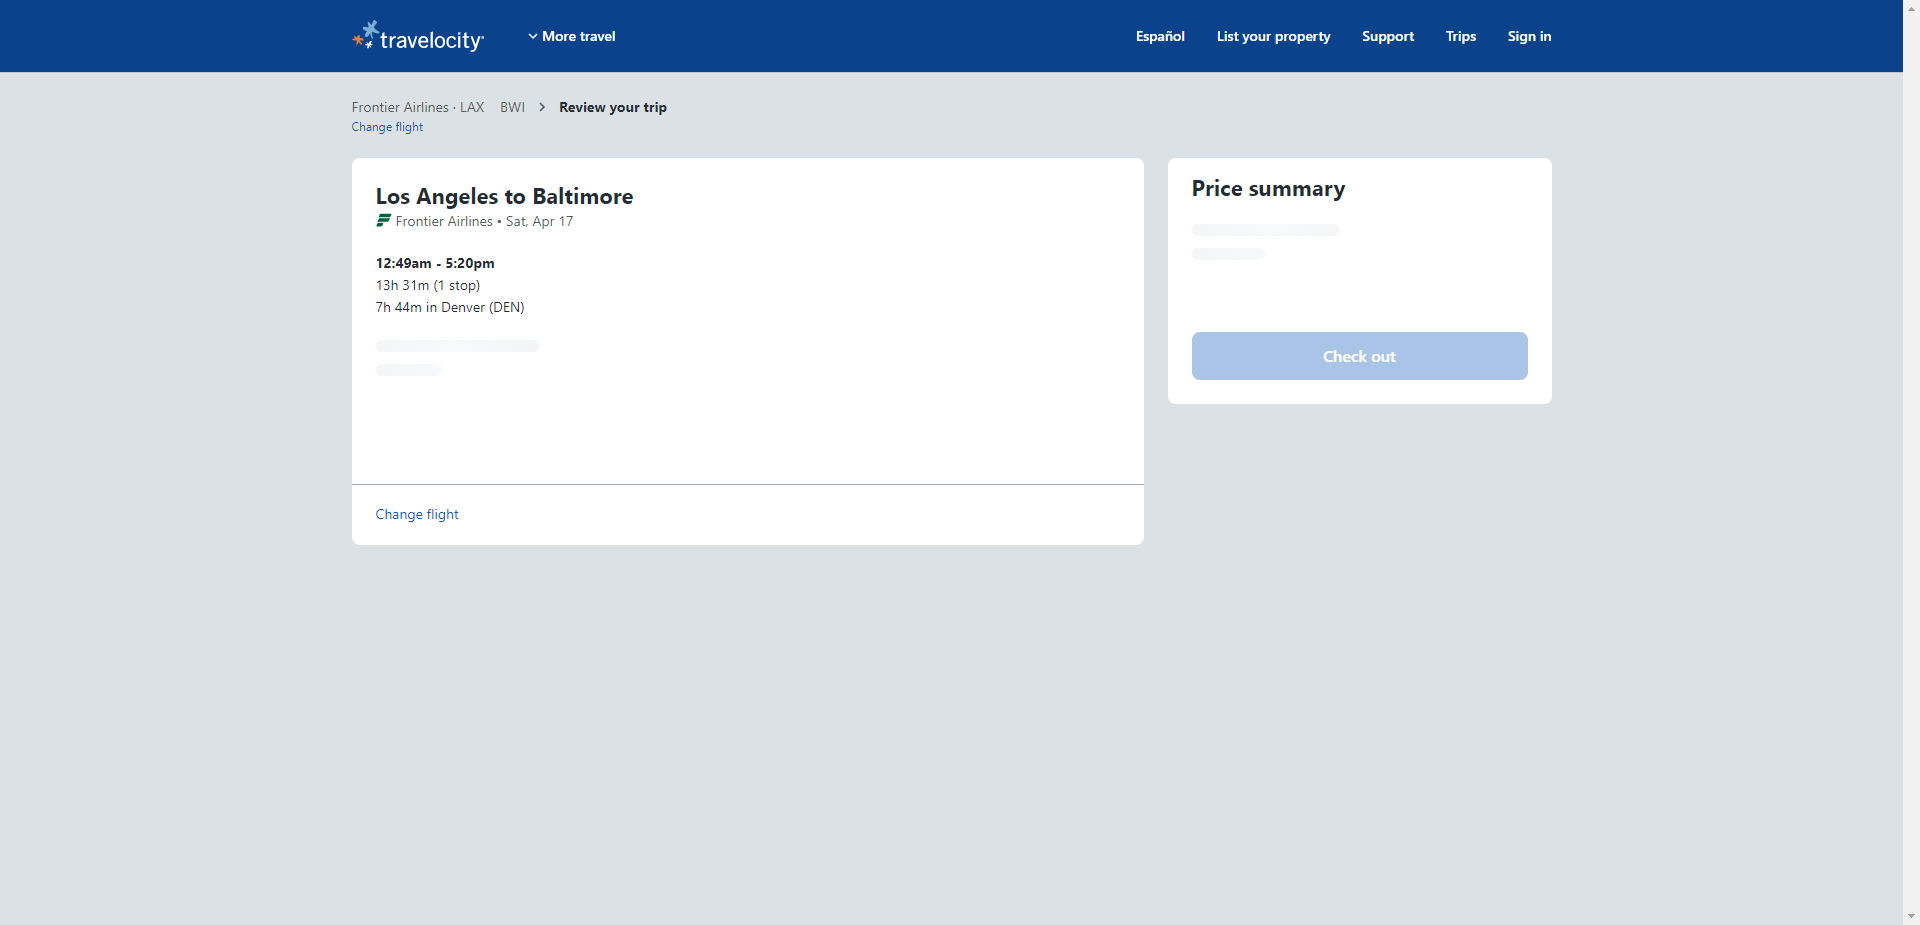 travelocity
More travel
Español
List your property
Support
Trips
Sign in
Frontier Airlines · LAX BWI
Review your trip
Change flight
Los Angeles to Baltimore
Frontier Airlines • Sat, Apr 17
12:49am - 5:20pm
13h 31m (1 stop)
7h 44m in Denver (DEN)
Change flight
Price summary
Check out